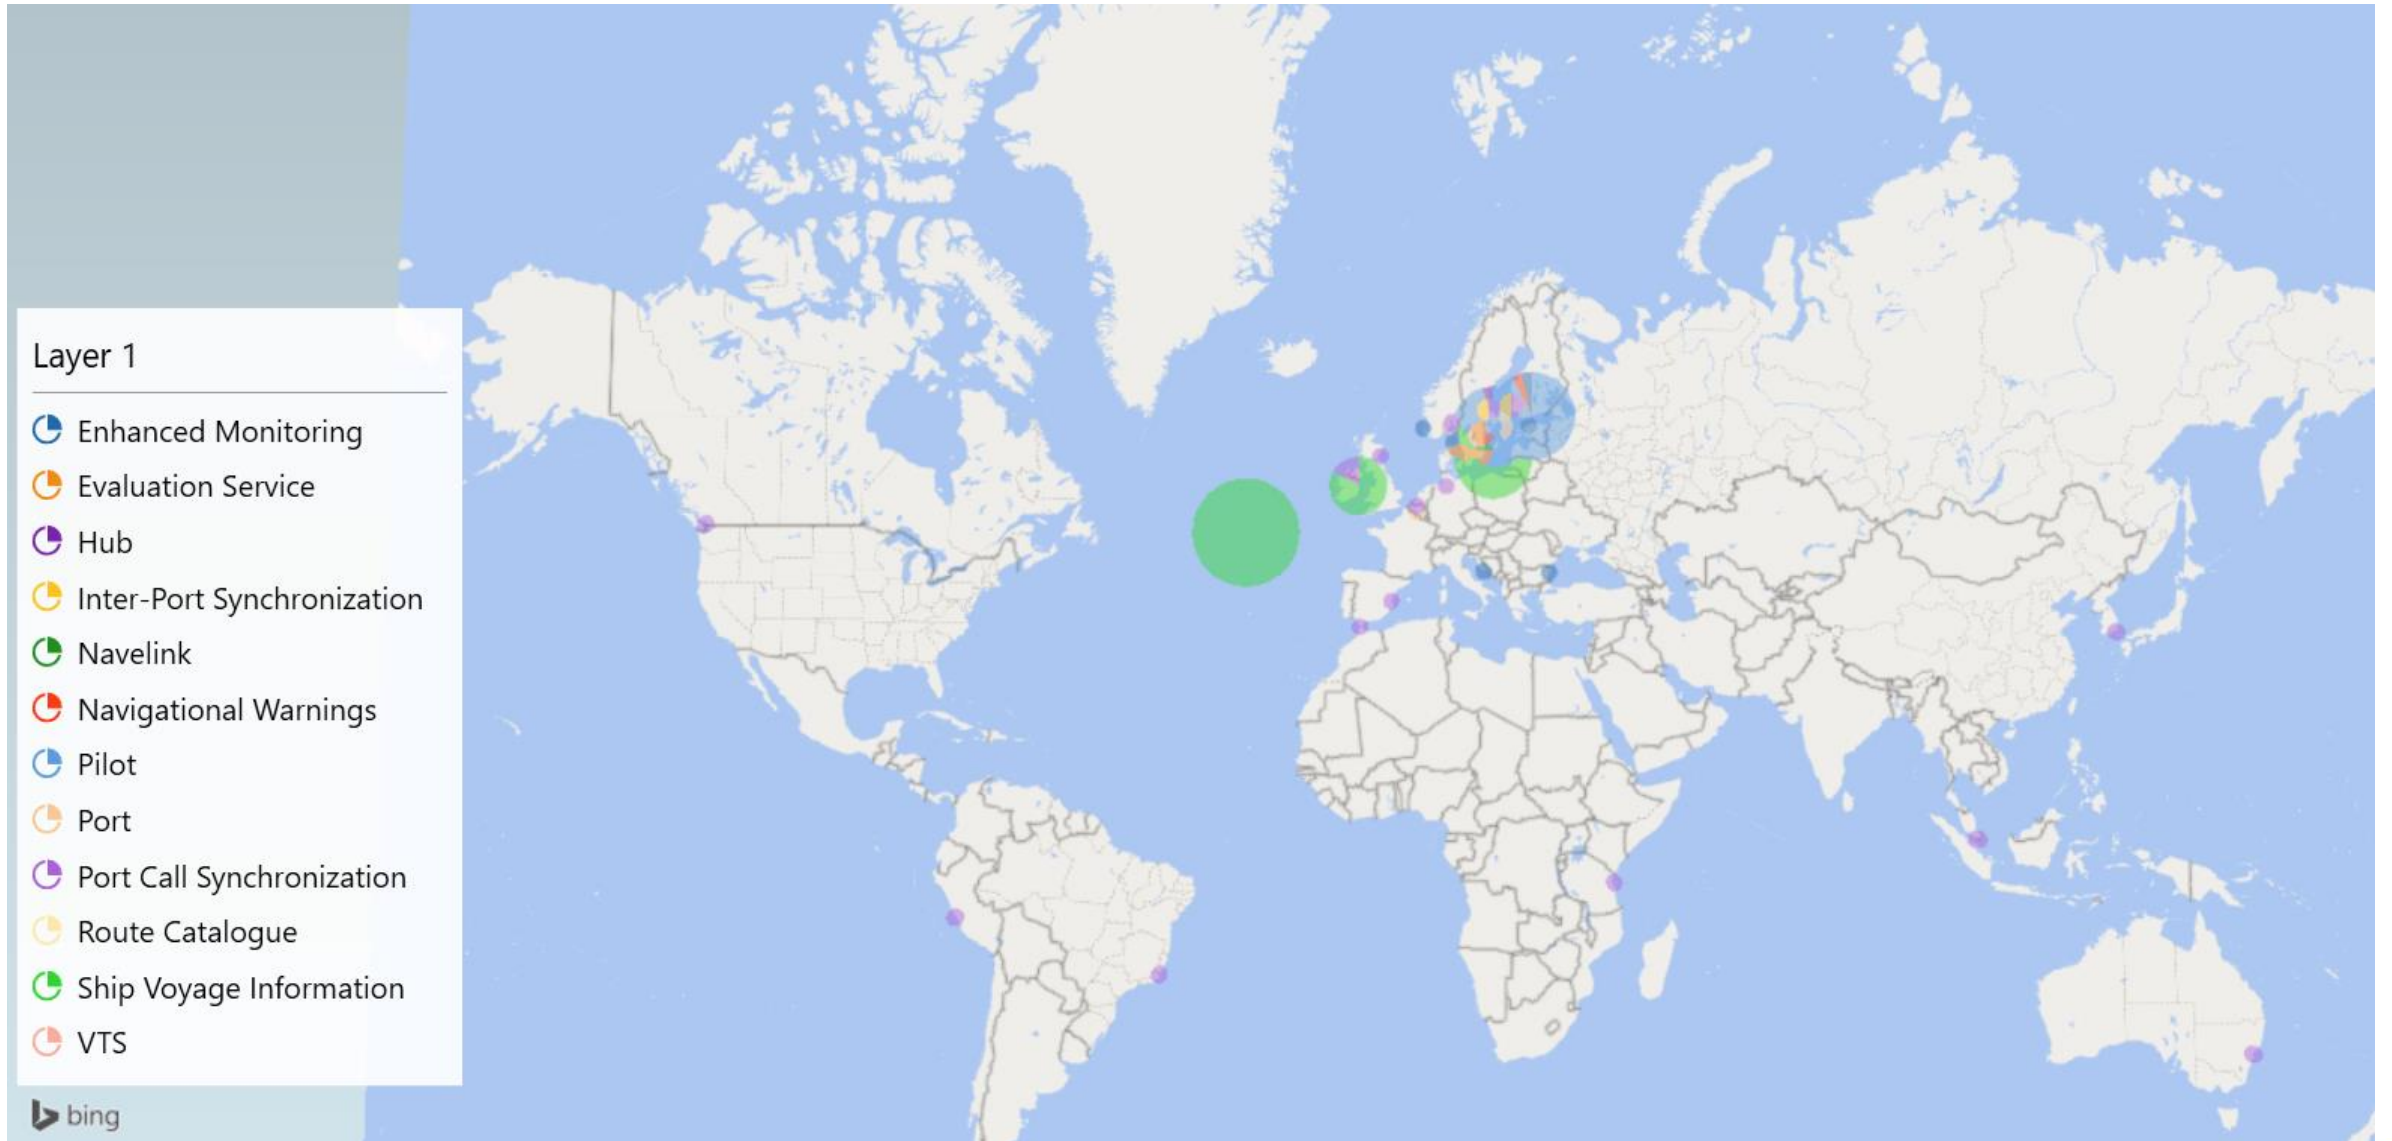 Layer 1
Enhanced Monitoring
Evaluation Service
Hub
Inter-Port Synchronization
Navelink
Navigational Warnings
Pilot
Port
Port Call Synchronization
Route Catalogue
Ship Voyage Information
VTS
bing